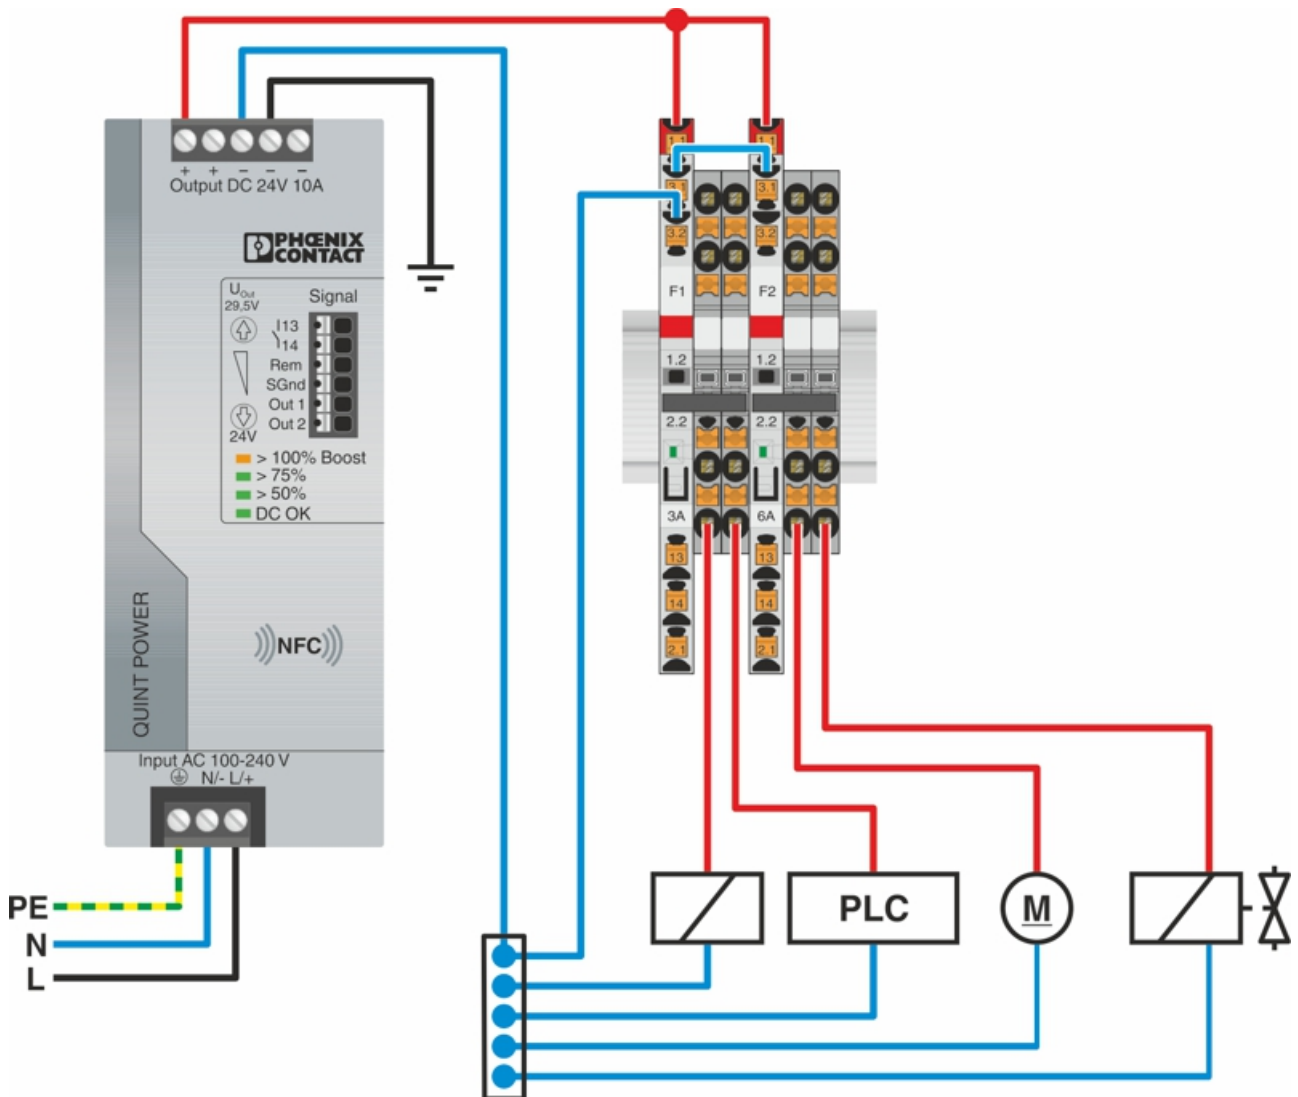 + + – – –
Output DC 24V 10A
PHŒNIX
CONTACT
UOut
29,5V
Signal
13
14
Rem
SGnd
Out 1
Out 2
24V
> 100% Boost
> 75%
> 50%
DC OK
QUINT POWER
NFC
Input AC 100-240 V
N/- L/+
PE
N
L
1.1
1.1
3.1
3.1
3.2
3.2
F1
F2
1.2
1.2
2.2
2.2
3A
6A
13
13
14
14
2.1
2.1
PLC
M